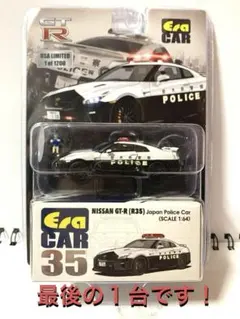 GT
R
Era
CAR
USA LIMITED
1 of 1200
POLICE
POLICE
Era
CAR
35
NISSAN GT-R (R35) Japan Police Car
(SCALE 1:64)
POLICE
最後の1台です!